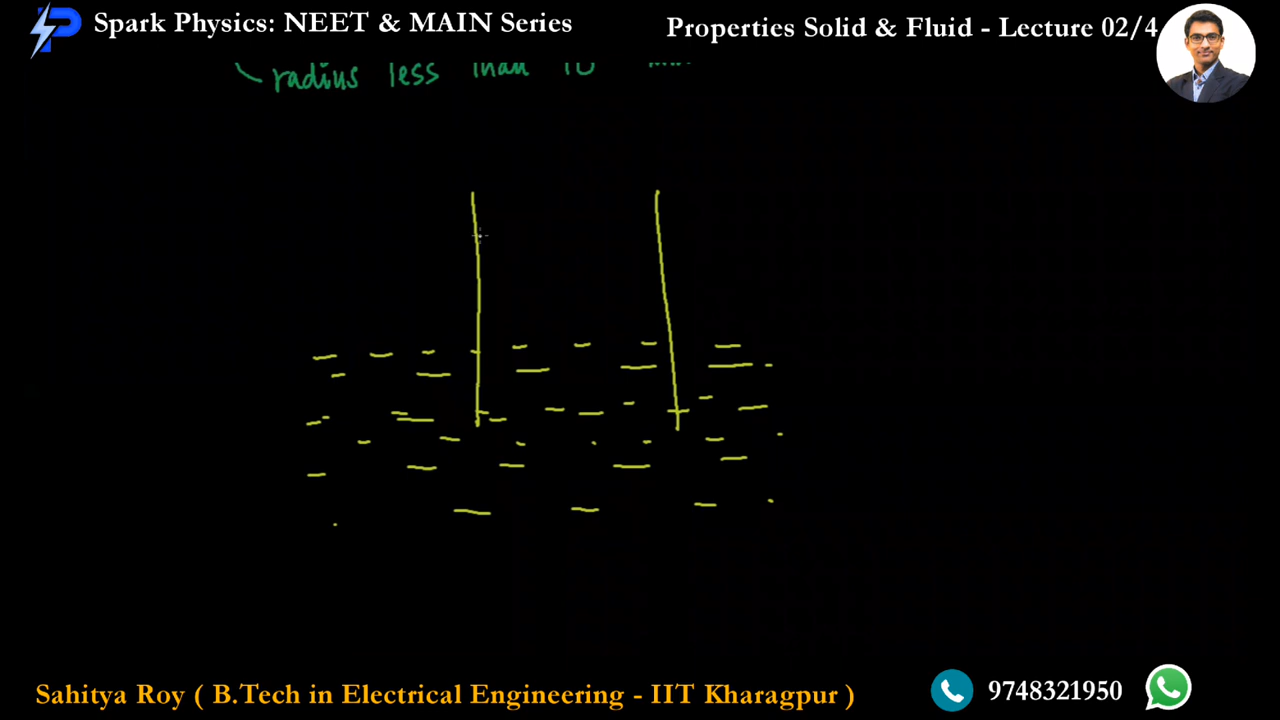 Spark Physics: NEET & MAIN Series
Properties Solid & Fluid - Lecture 02/4
radius less than 10
Sahitya Roy ( B.Tech in Electrical Engineering - IIT Kharagpur )
9748321950